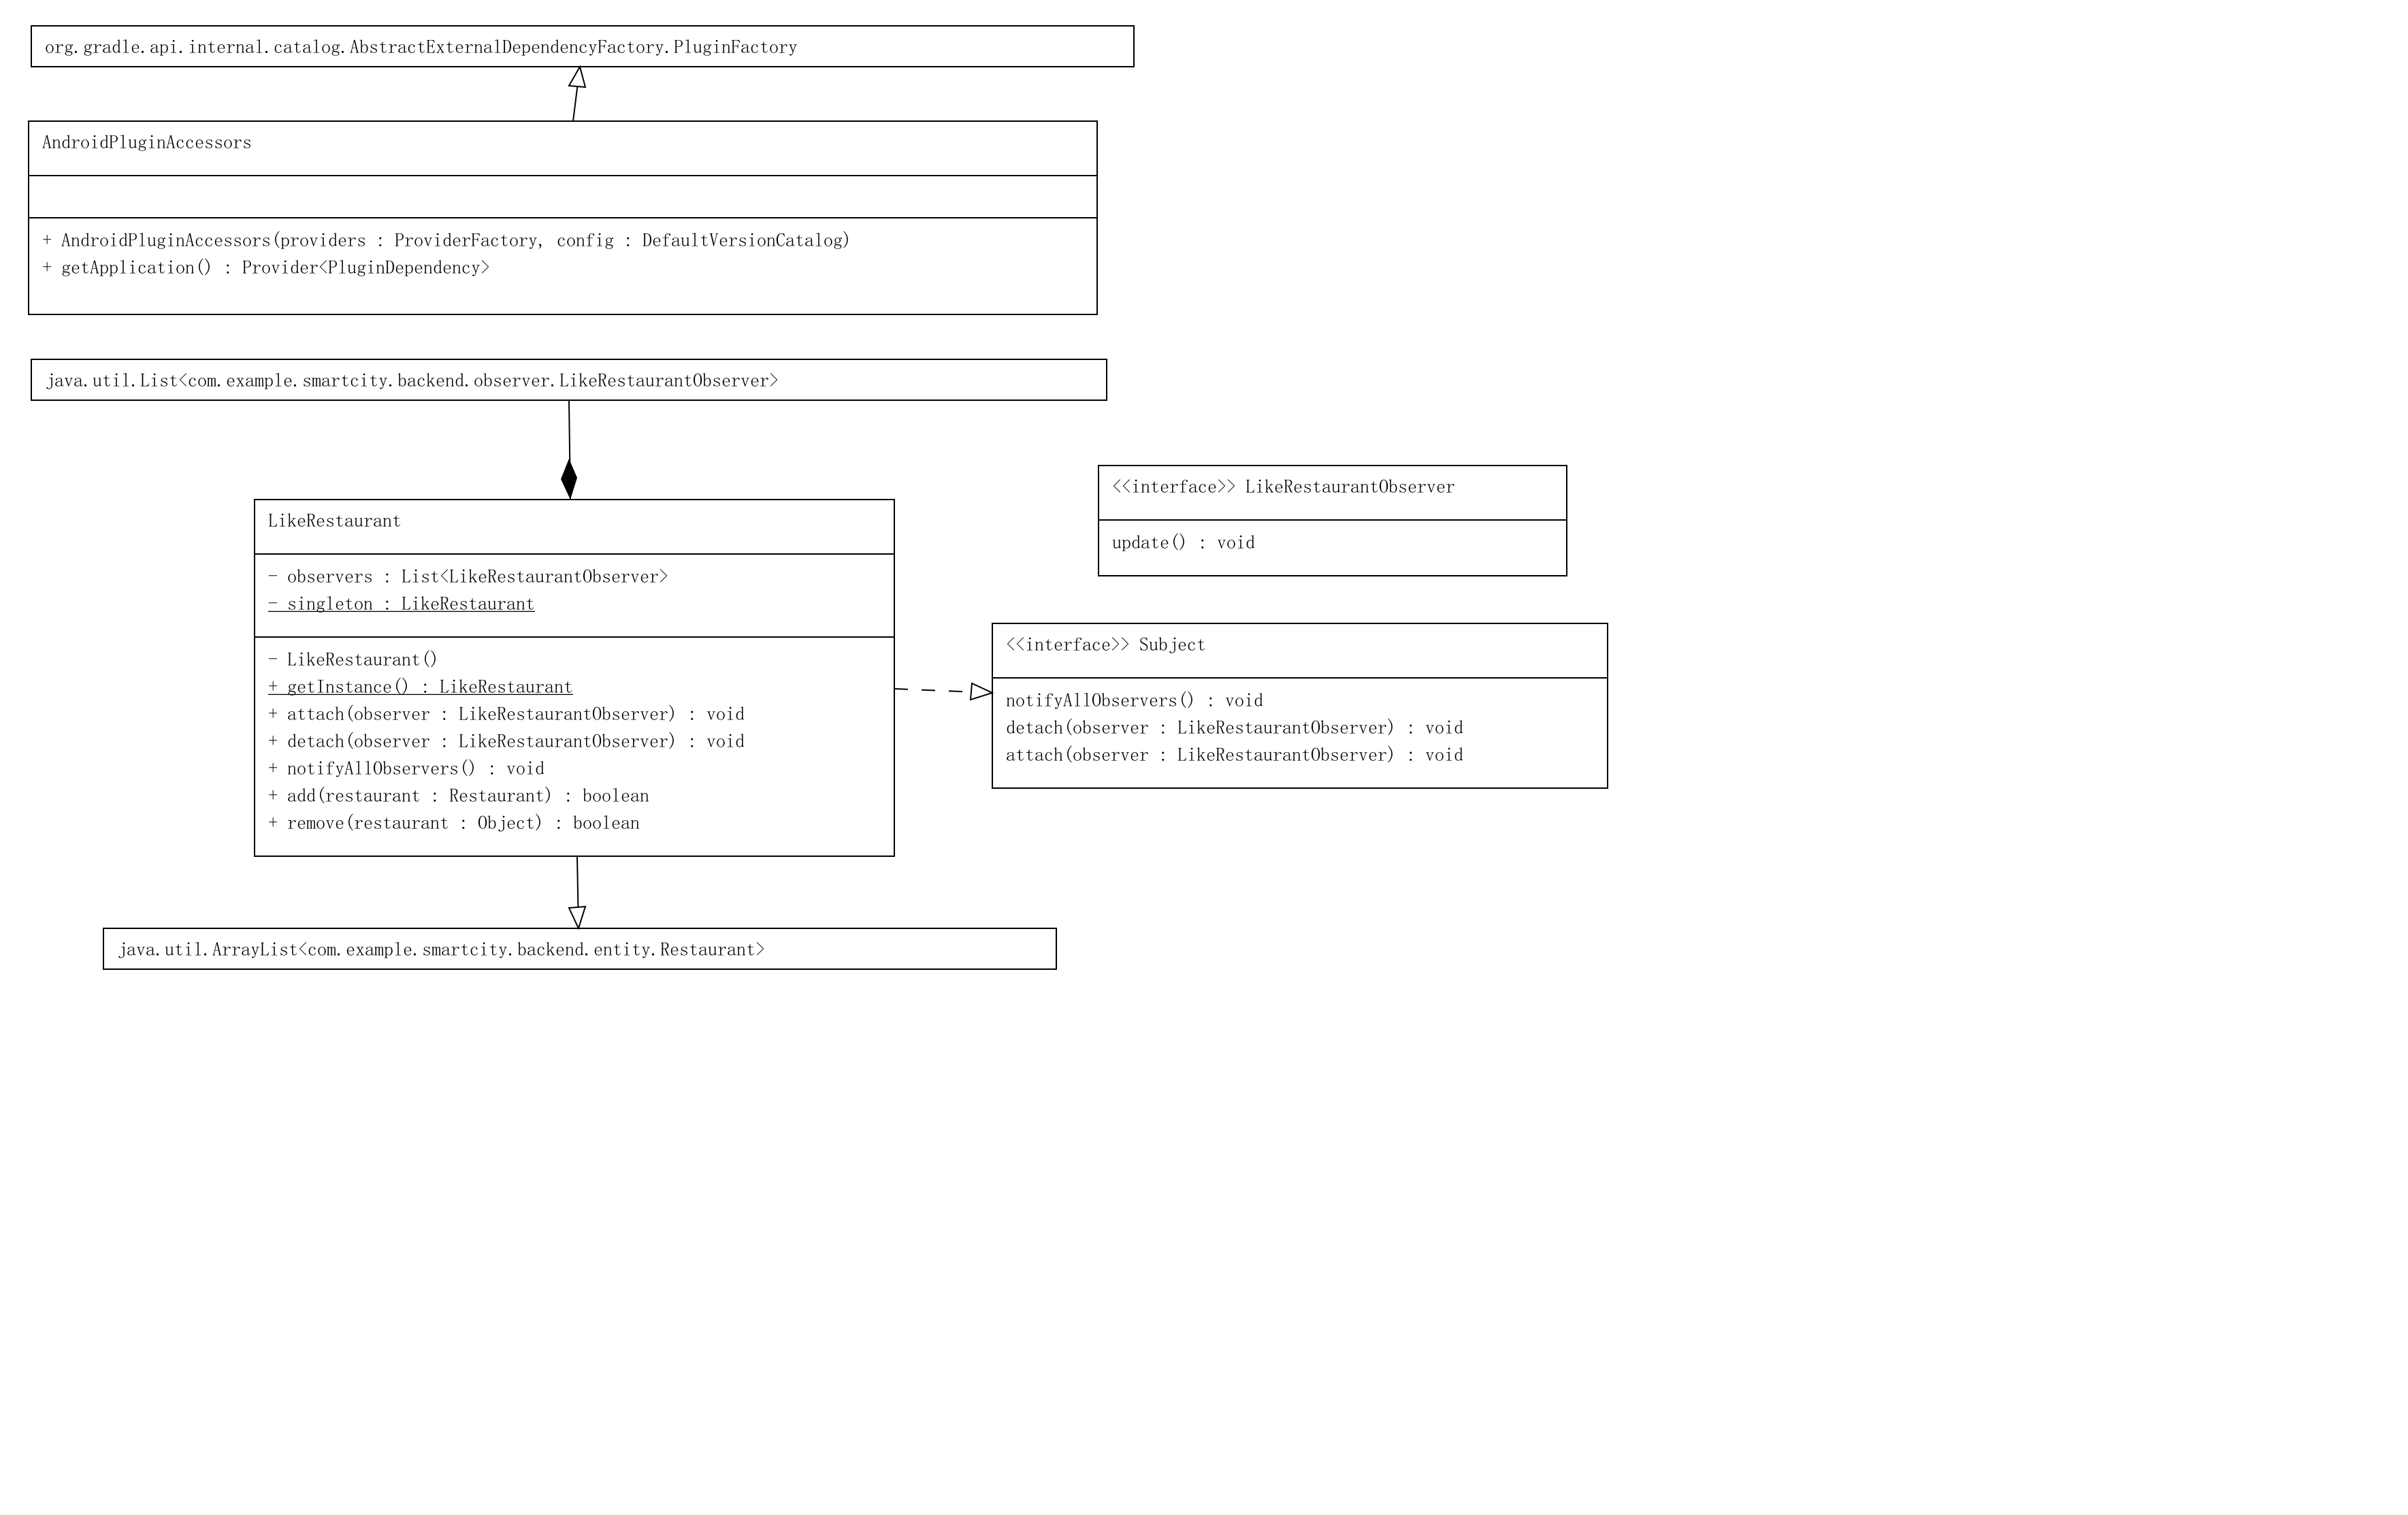 org.gradle.api.internal.catalog.AbstractExternalDependencyFactory.PluginFactory
AndroidPluginAccessors
+ AndroidPluginAccessors(providers : ProviderFactory, config : DefaultVersionCatalog)
+ getApplication() : Provider<PluginDependency>
java.util.List<com.example.smartcity.backend.observer.LikeRestaurantObserver>
LikeRestaurant
- observers : List<LikeRestaurantObserver>
- singleton : LikeRestaurant
- LikeRestaurant()
+ getInstance() : LikeRestaurant
+ attach(observer : LikeRestaurantObserver) : void
+ detach(observer : LikeRestaurantObserver) : void
+ notifyAllObservers() : void
+ add(restaurant : Restaurant) : boolean
+ remove(restaurant : Object) : boolean
<<interface>> LikeRestaurantObserver
update() : void
<<interface>> Subject
notifyAllObservers() : void
detach(observer : LikeRestaurantObserver) : void
attach(observer : LikeRestaurantObserver) : void
java.util.ArrayList<com.example.smartcity.backend.entity.Restaurant>